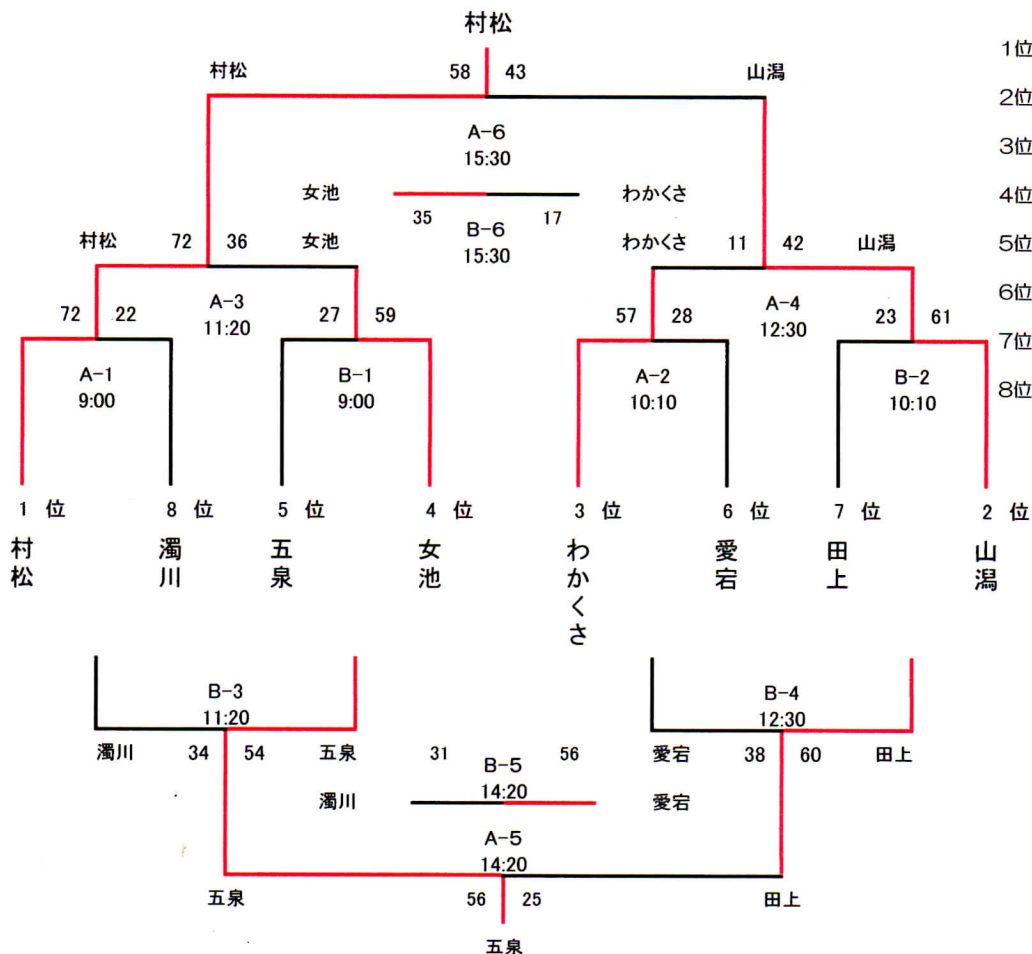 村松
1位
村松 58 43 山潟
2位
A-6
15:30
3位
女池 わかくさ
4位
35 17
B-6
15:30
村松 72 36 女池
わかくさ 11 42 山潟
5位
A-3
11:20
A-4
12:30
6位
72 22 27 59 57 28 23 61
7位
A-1
9:00
B-1
9:00
A-2
10:10
B-2
10:10
8位
1 位 8 位 5 位 4 位 3 位 6 位 7 位 2 位
村松
濁川
五泉
女池
わかくさ
愛宕
田上
山潟
B-3
11:20
B-4
12:30
濁川 34 54 五泉
31 56
愛宕 38 60 田上
B-5
14:20
濁川 愛宕
A-5
14:20
五泉 56 25 田上
五泉